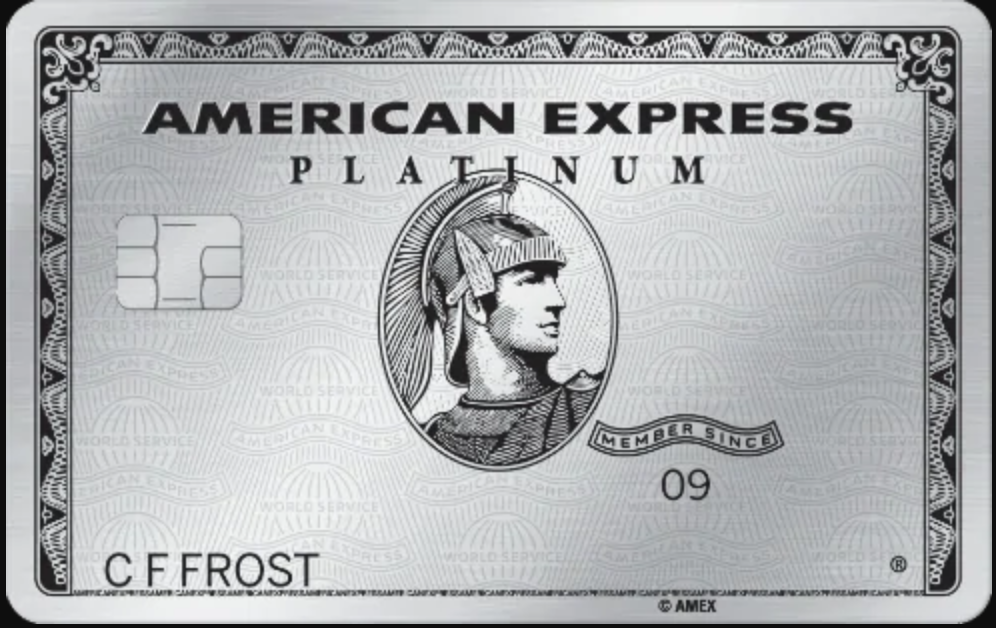 AMERICAN EXPRESS
PLATINUM
MEMBER SINCE
09
C F FROST
®
© AMEX